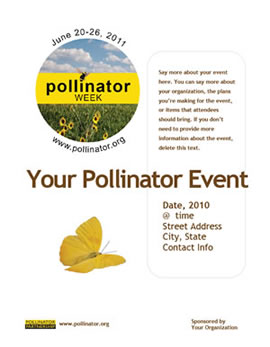 June 20-26, 2011
pollinator
WEEK
www.pollinator.org
Say more about your event
here. You can say more about
your organization, the plans
you're making for the event,
or items that attendees
should bring. If you don't
need to provide more
information about the event,
delete this text.
Your Pollinator Event
Date, 2010
@ time
Street Address
City, State
Contact Info
POLLINATOR
PARTNERSHIP
www.pollinator.org
Sponsored by
Your Organization